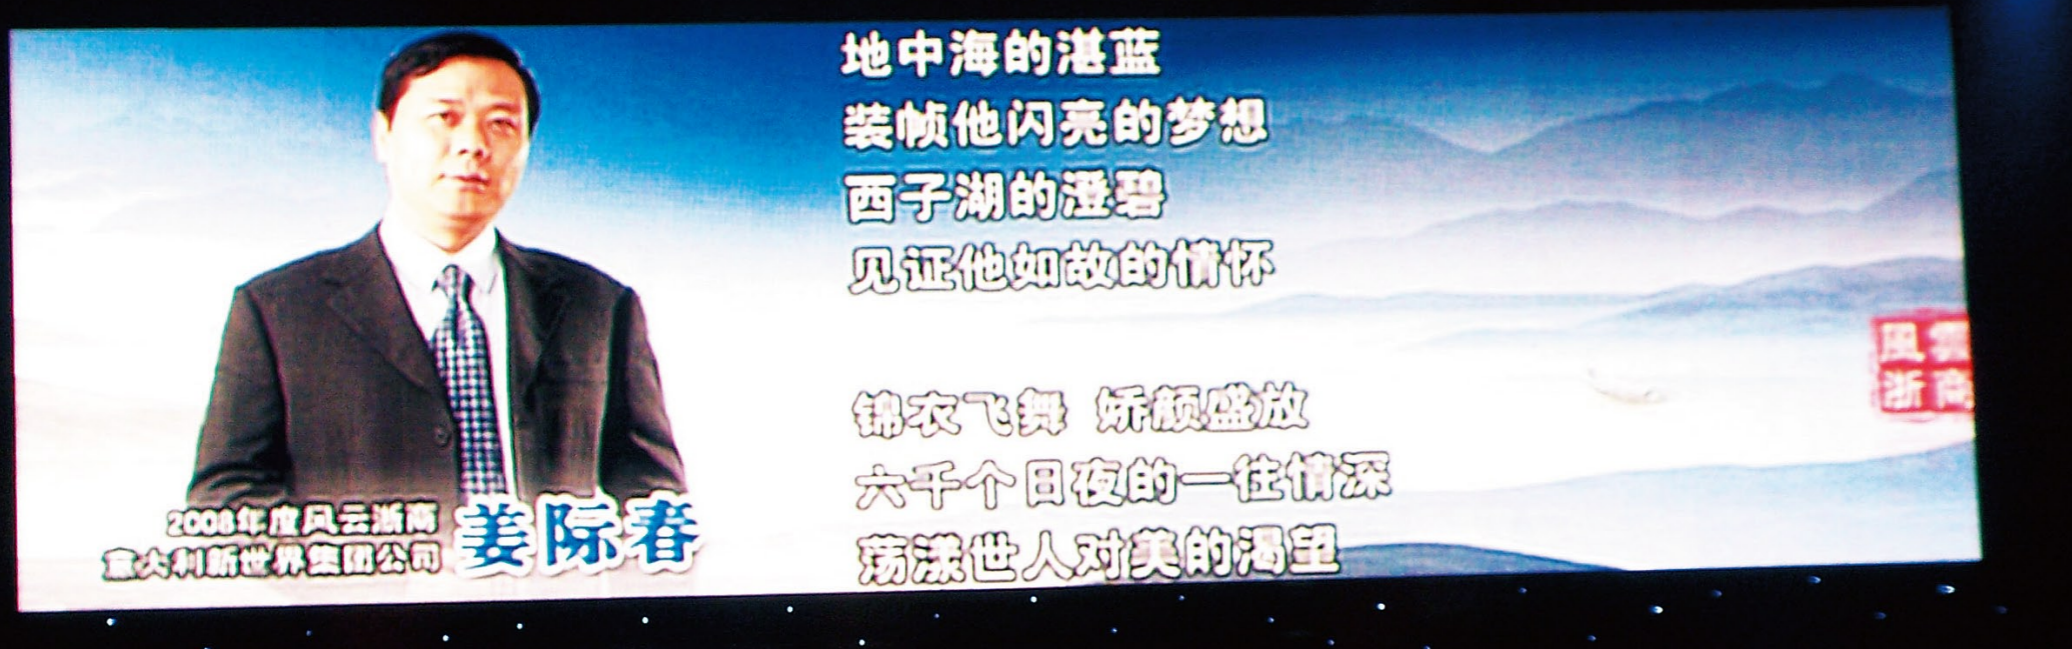 地中海的湛蓝
装帧他闪亮的梦想
西子湖的澄碧
见证他如故的情怀
锦衣飞舞 娇颜盛放
六千个日夜的一往情深
荡漾世人对美的渴望
2008年度风云浙商
意大利新世界集团公司
姜际春
風雲
浙商